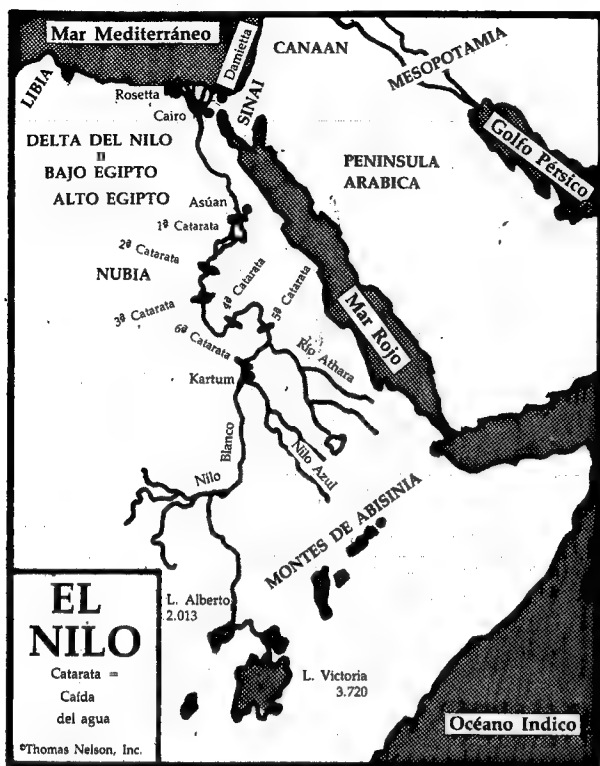 Mar Mediterráneo
Damietta
CANAAN
MESOPOTAMIA
LIBIA
Rosetta
Cairo
SINAI
Golfo Pérsico
DELTA DEL NILO
=
BAJO EGIPTO
ALTO EGIPTO
PENINSULA
ARABICA
Asúan
1ª Catarata
2ª Catarata
NUBIA
3ª Catarata
4ª Catarata
5ª Catarata
6ª Catarata
Mar Rojo
Río Athara
Kartum
Nilo Blanco
Nilo Azul
MONTES DE ABISINIA
L. Alberto
2.013
L. Victoria
3.720
Océano Indico
EL
NILO
Catarata =
Caída
del agua
©Thomas Nelson, Inc.